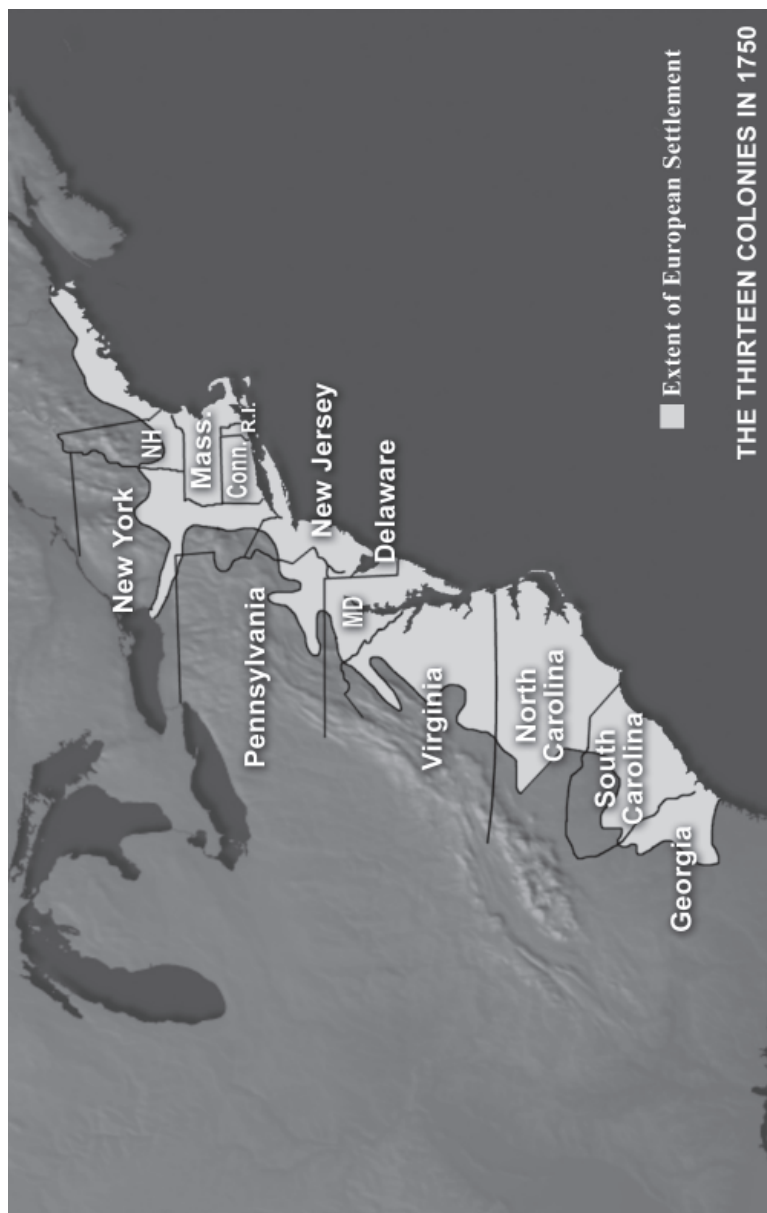 NH
New York
Mass.
Conn.
R.I.
Pennsylvania
New Jersey
MD
Delaware
Virginia
North
Carolina
South
Carolina
Georgia
Extent of European Settlement
THE THIRTEEN COLONIES IN 1750